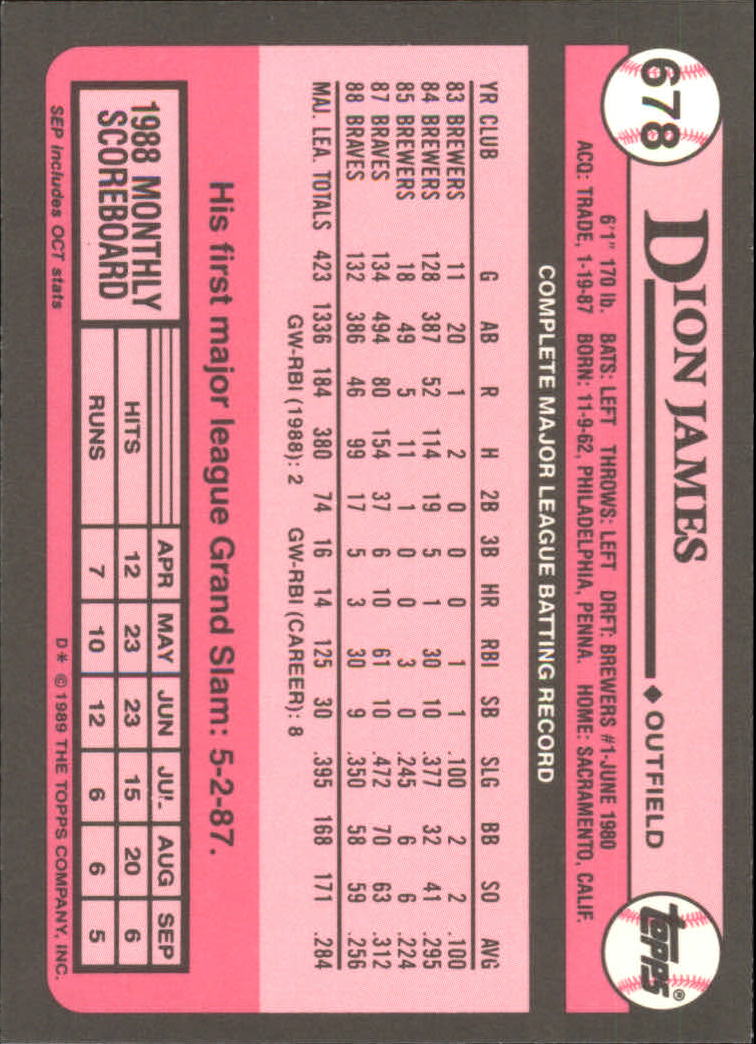 678
DION JAMES
◆ OUTFIELD
topps®
6'1" 170 lb. BATS: LEFT THROWS: LEFT DRFT: BREWERS #1-JUNE 1980
ACQ: TRADE, 1-19-87 BORN: 11-9-62, PHILADELPHIA, PENNA. HOME: SACRAMENTO, CALIF.
COMPLETE MAJOR LEAGUE BATTING RECORD
YR CLUB G AB R H 2B 3B HR RBI SB SLG BB SO AVG
83 BREWERS 11 20 1 2 0 0 0 1 1 .100 2 2 .100
84 BREWERS 128 387 52 114 19 5 1 30 10 .377 32 41 .295
85 BREWERS 18 49 5 11 1 0 0 3 0 .245 6 6 .224
87 BRAVES 134 494 80 154 37 6 10 61 10 .472 70 63 .312
88 BRAVES 132 386 46 99 17 5 3 30 9 .350 58 59 .256
MAJ. LEA. TOTALS 423 1336 184 380 74 16 14 125 30 .395 168 171 .284
GW-RBI (1988): 2 GW-RBI (CAREER): 8
His first major league Grand Slam: 5-2-87.
1988 MONTHLY
SCOREBOARD
APR MAY JUN JUL AUG SEP
HITS 12 23 23 15 20 6
RUNS 7 10 12 6 6 5
SEP includes OCT stats
D* © 1989 THE TOPPS COMPANY, INC.